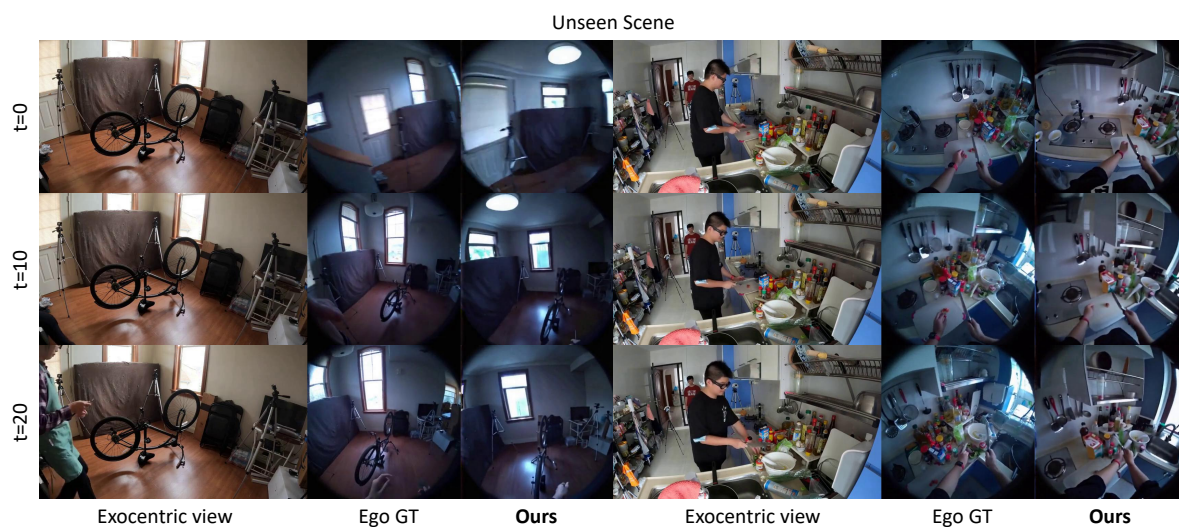 Unseen Scene
t=0
t=10
t=20
Exocentric view Ego GT Ours Exocentric view Ego GT Ours